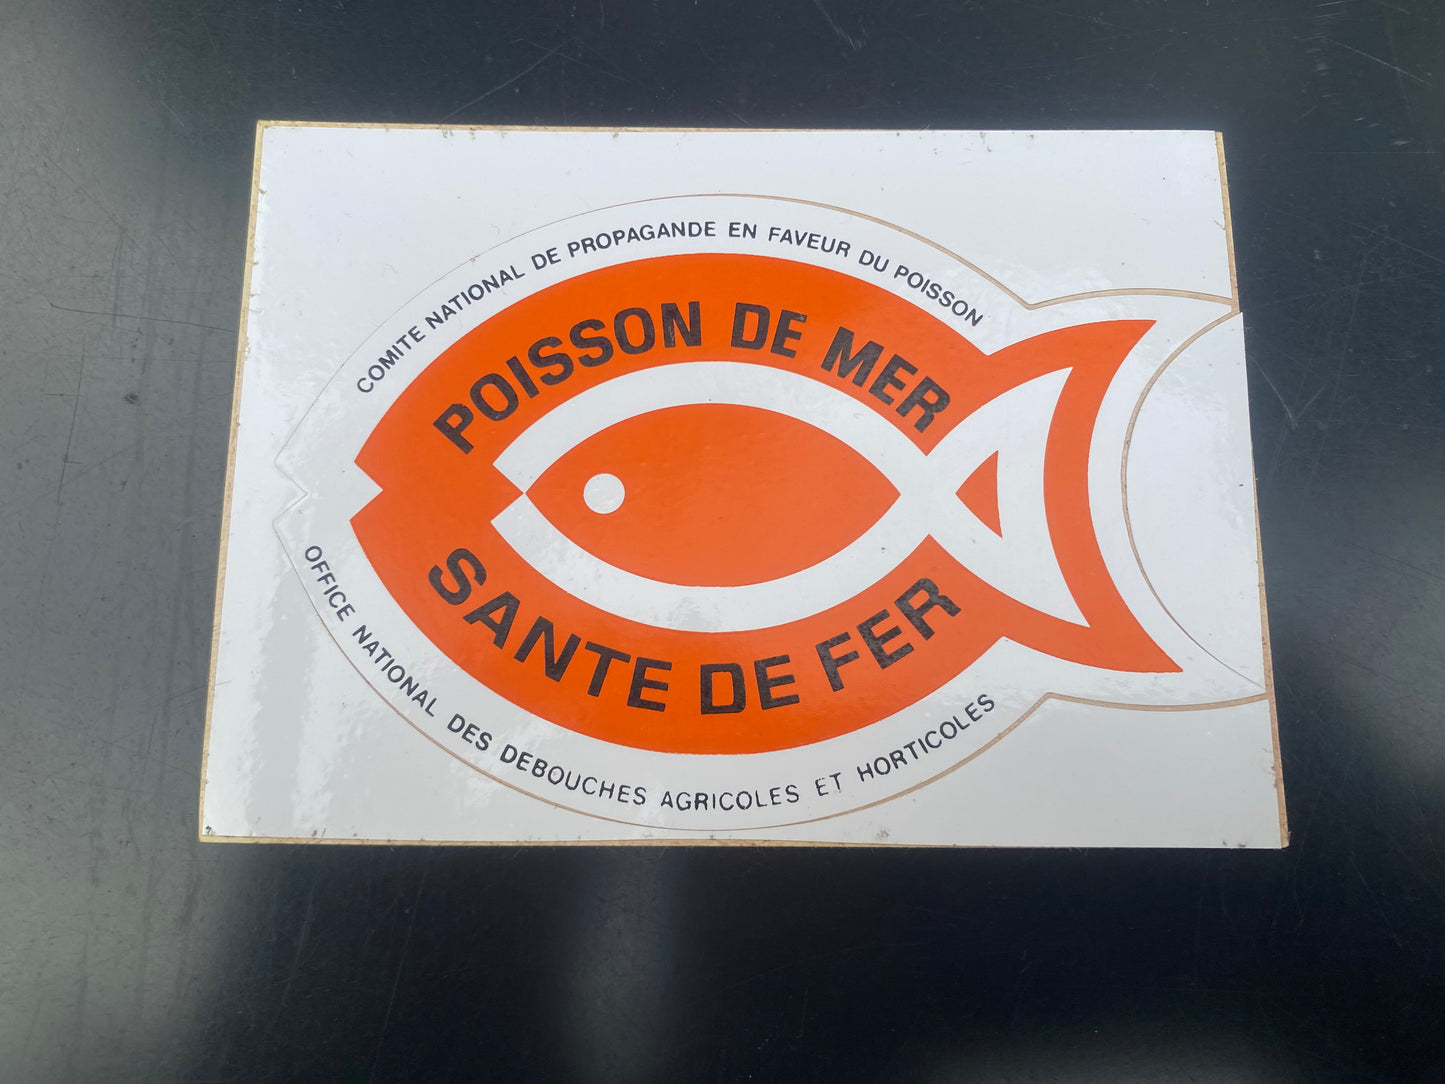 COMITE NATIONAL DE PROPAGANDE EN FAVEUR DU POISSON
POISSON DE MER
SANTE DE FER
OFFICE NATIONAL DES DEBOUCHES AGRICOLES ET HORTICOLES